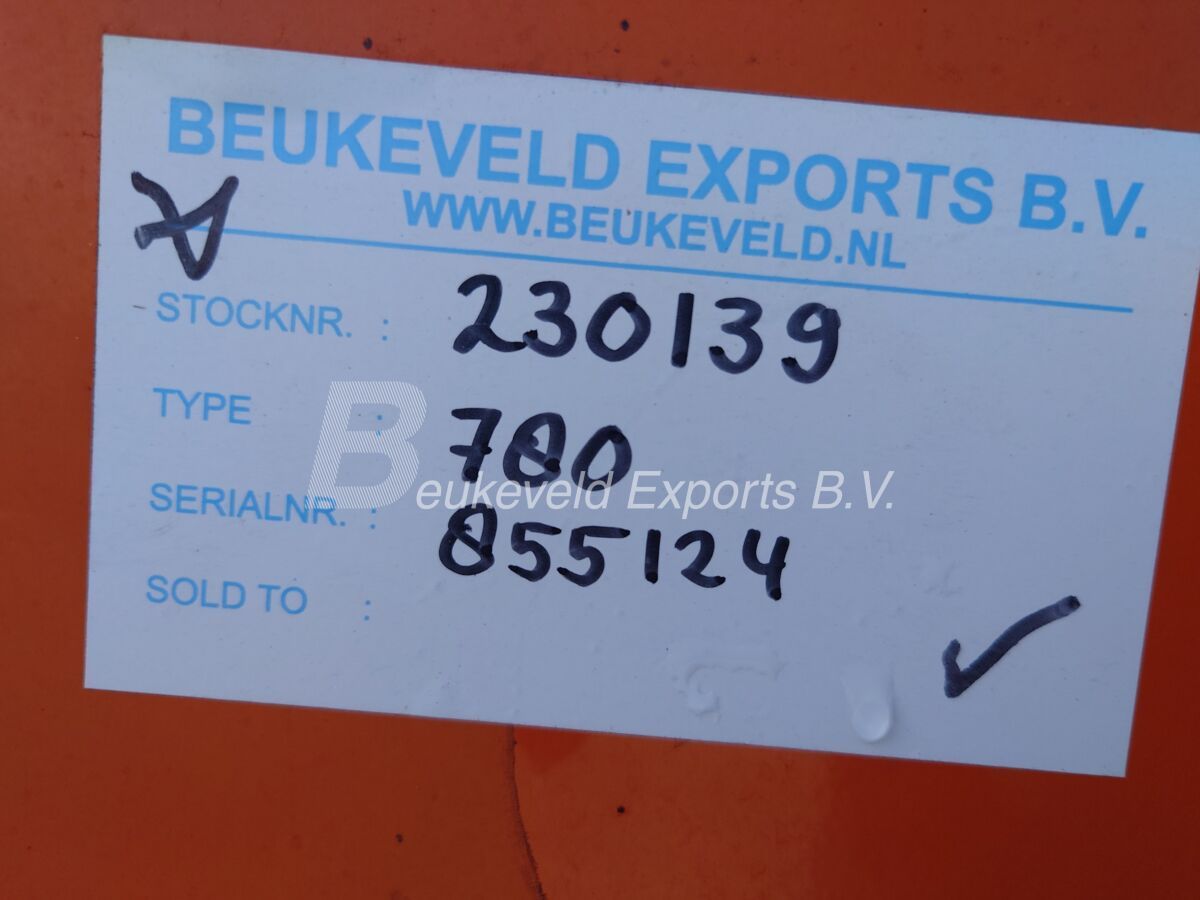 BEUKEVELD EXPORTS B.V.
WWW.BEUKEVELD.NL
STOCKNR. : 230139
TYPE : 780
SERIALNR. : 855124
SOLD TO :
Beukeveld Exports B.V.